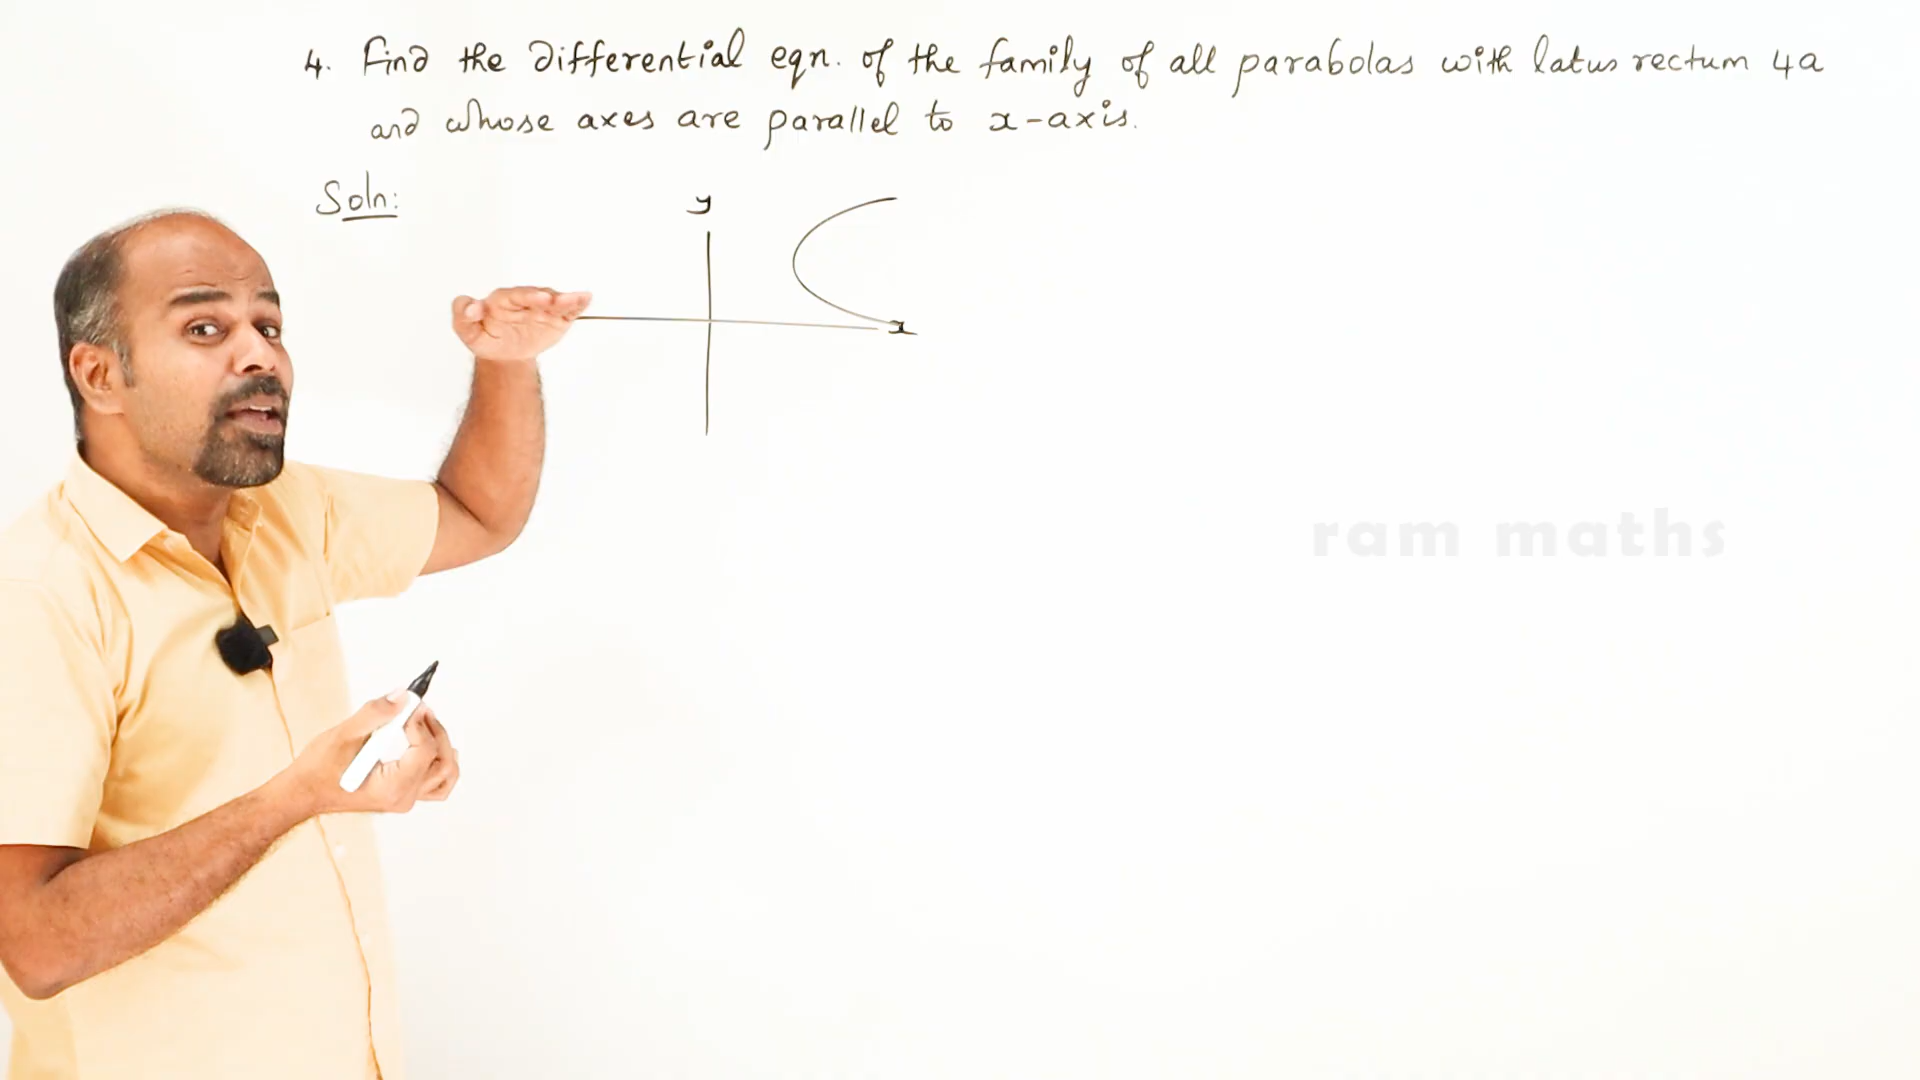 4. Find the differential eqn. of the family of all parabolas with latus rectum 4a
and whose axes are parallel to x-axis.
Soln:
y
x
ram maths